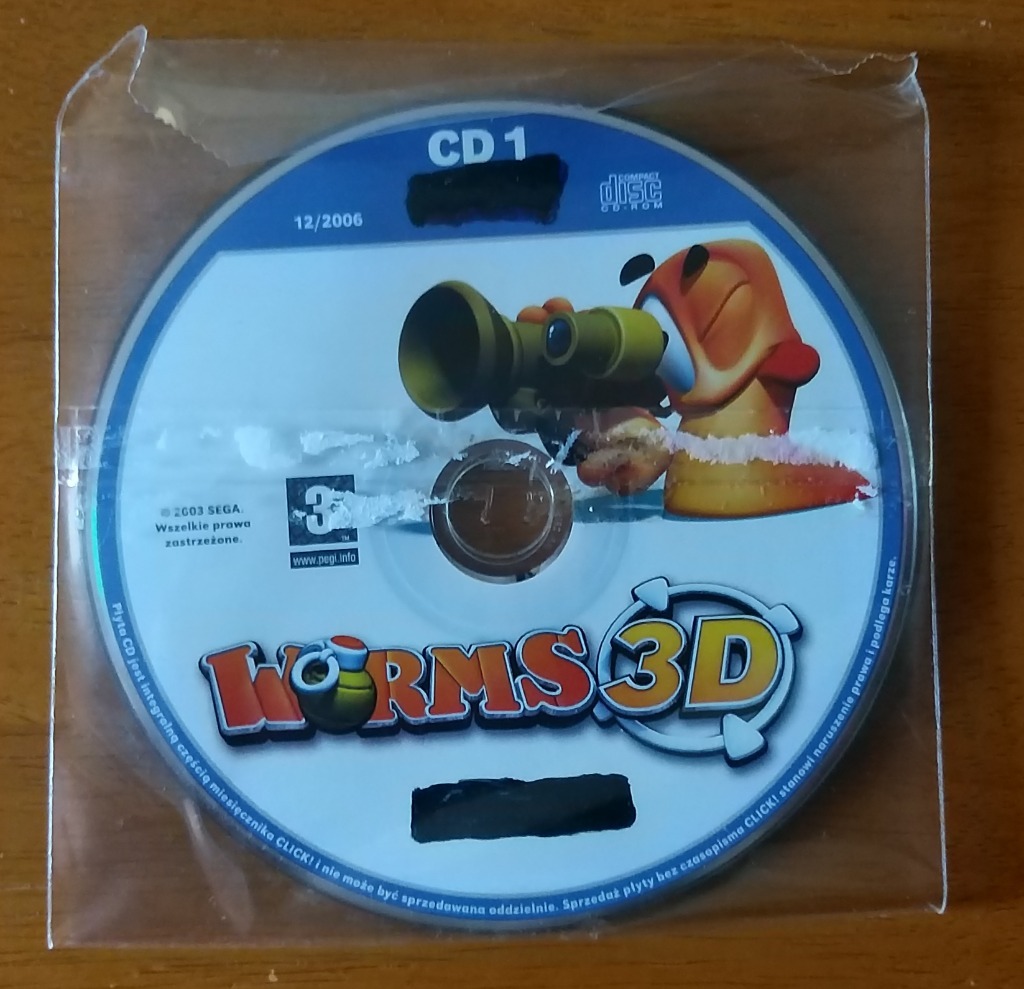 CD 1
12/2006
COMPACT
disc
CD-ROM
© 2003 SEGA.
Wszelkie prawa
zastrzeżone.
3
TM
www.pegi.info
WORMS 3D
Płyta CD jest integralną częścią miesięcznika CLICK! i nie może być sprzedawana oddzielnie. Sprzedaż płyty bez czasopisma CLICK! stanowi naruszenie prawa i podlega karze.